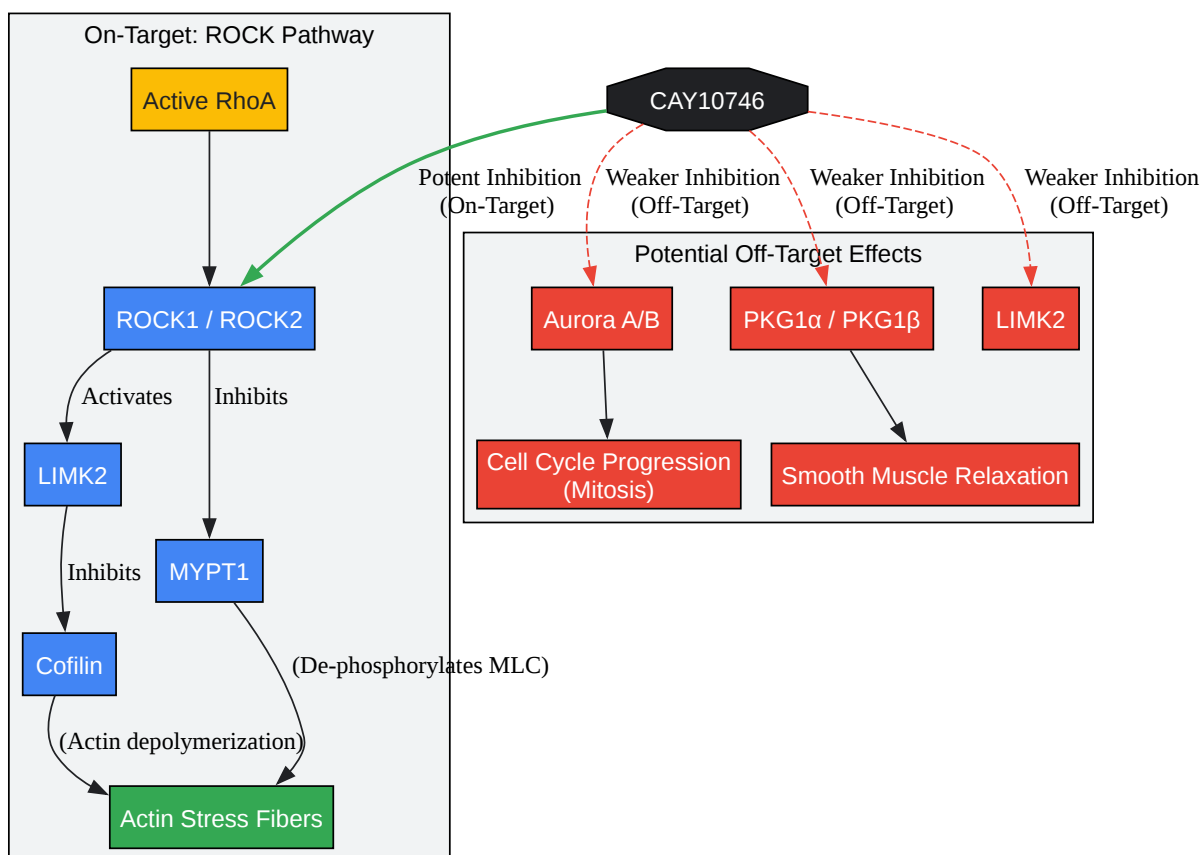 On-Target: ROCK Pathway
Active RhoA
CAY10746
Potent Inhibition
(On-Target)
Weaker Inhibition
(Off-Target)
Weaker Inhibition
(Off-Target)
Weaker Inhibition
(Off-Target)
Potential Off-Target Effects
ROCK1 / ROCK2
Aurora A/B
PKG1α / PKG1β
LIMK2
Activates
Inhibits
LIMK2
Cell Cycle Progression
(Mitosis)
Smooth Muscle Relaxation
Inhibits
MYPT1
Cofilin
(De-phosphorylates MLC)
(Actin depolymerization)
Actin Stress Fibers